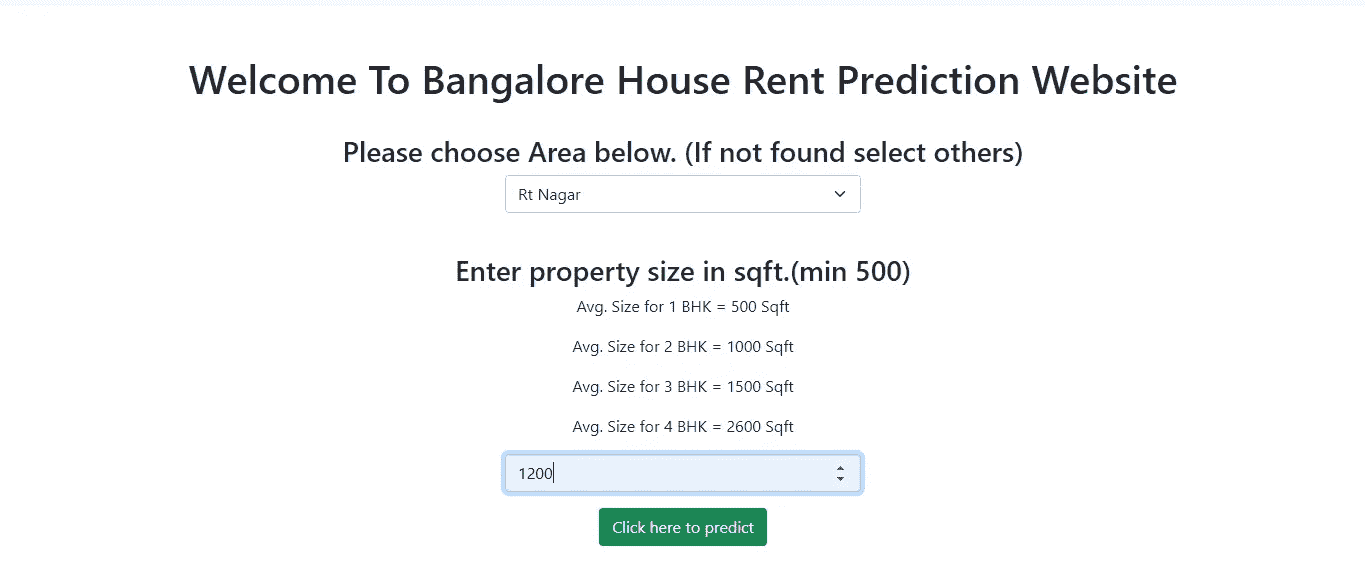 Welcome To Bangalore House Rent Prediction Website
Please choose Area below. (If not found select others)
Rt Nagar
Enter property size in sqft.(min 500)
Avg. Size for 1 BHK = 500 Sqft
Avg. Size for 2 BHK = 1000 Sqft
Avg. Size for 3 BHK = 1500 Sqft
Avg. Size for 4 BHK = 2600 Sqft
1200
Click here to predict